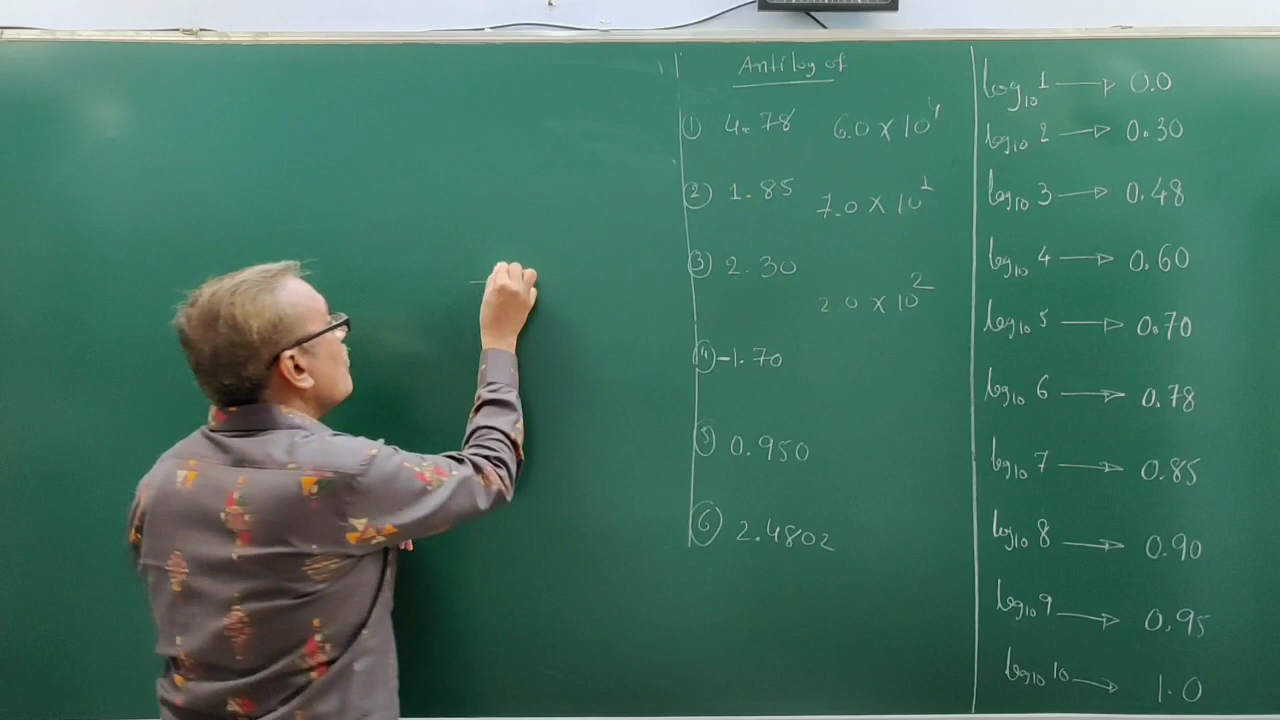 Antilog of
① 4.78 6.0 × 10⁴
② 1.85 7.0 × 10¹
③ 2.30
2.0 × 10²
④ -1.70
⑤ 0.950
⑥ 2.4802
log₁₀ 1 → 0.0
log₁₀ 2 → 0.30
log₁₀ 3 → 0.48
log₁₀ 4 → 0.60
log₁₀ 5 → 0.70
log₁₀ 6 → 0.78
log₁₀ 7 → 0.85
log₁₀ 8 → 0.90
log₁₀ 9 → 0.95
log₁₀ 10 → 1.0